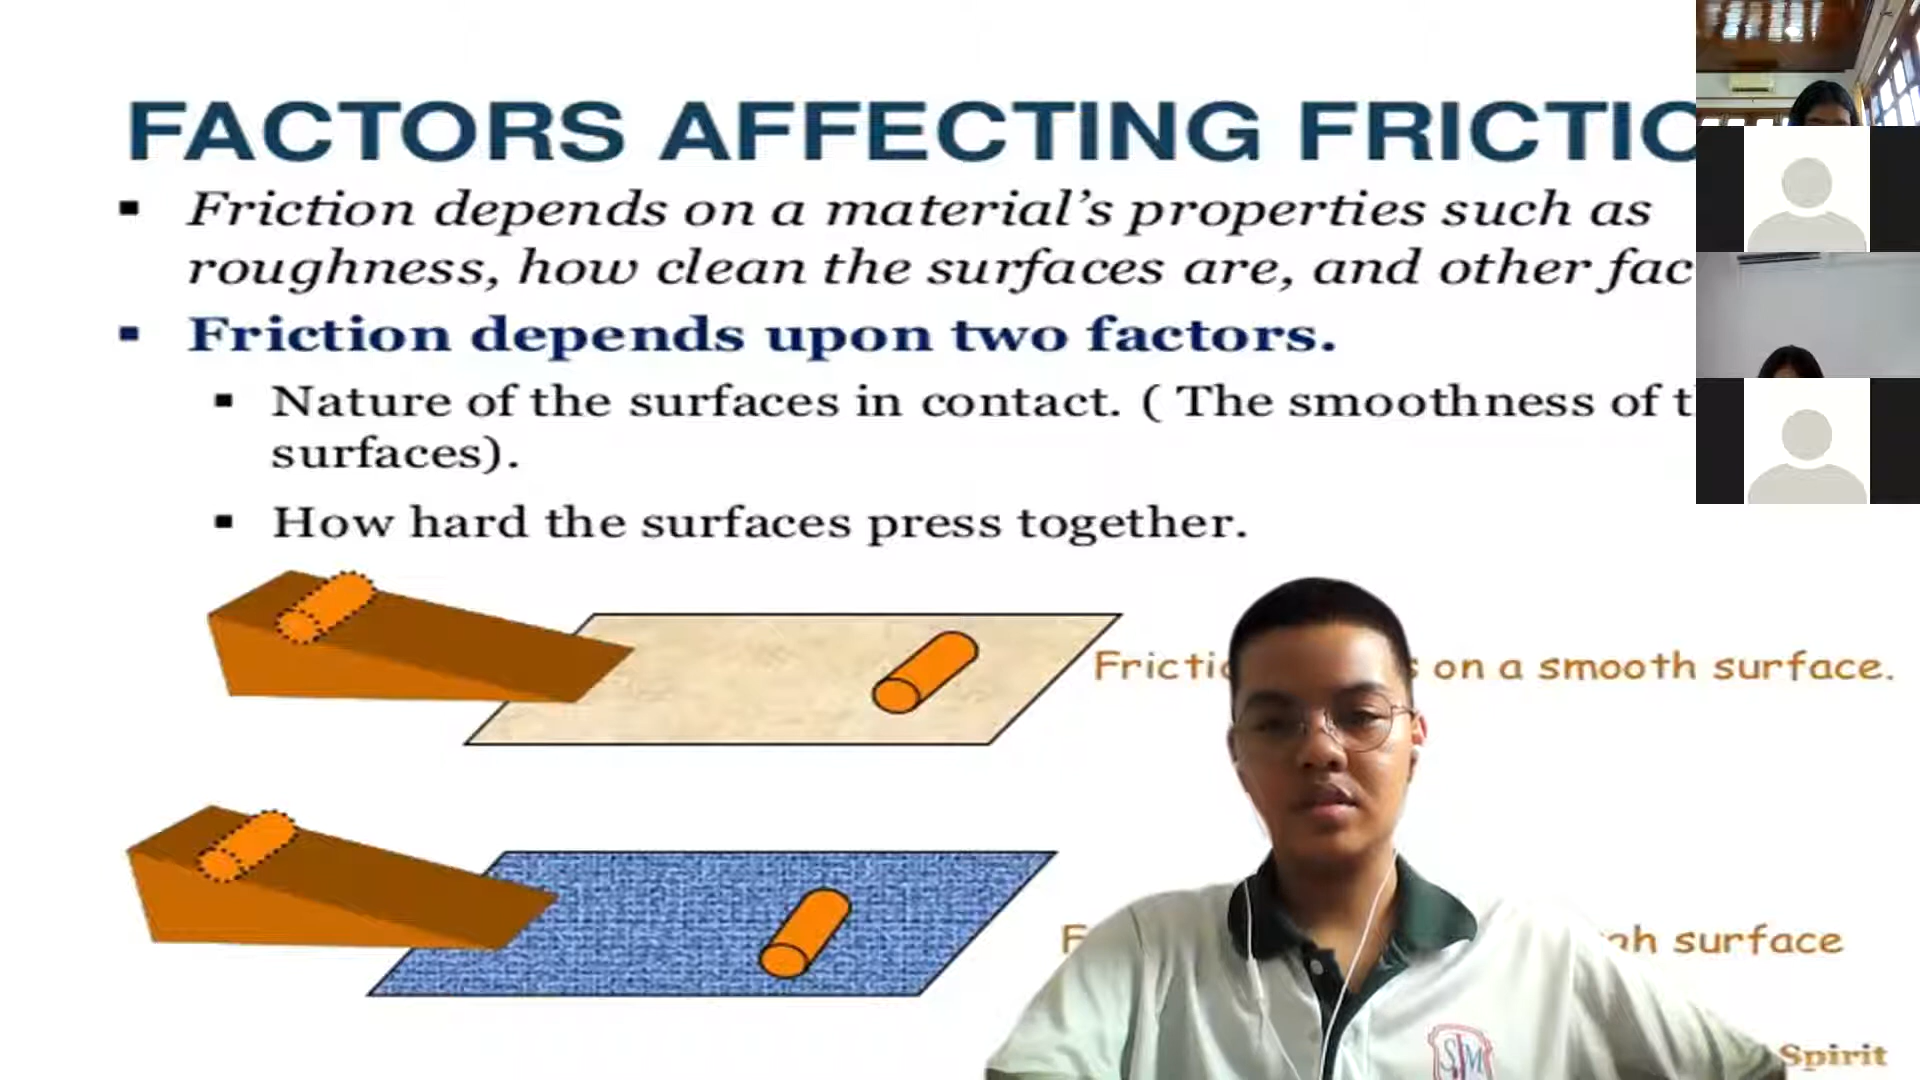 FACTORS AFFECTING FRICTIO
Friction depends on a material's properties such as
roughness, how clean the surfaces are, and other fac
Friction depends upon two factors.
Nature of the surfaces in contact. ( The smoothness of t
surfaces).
How hard the surfaces press together.
Frictio on a smooth surface.
surface
SJM
Spirit